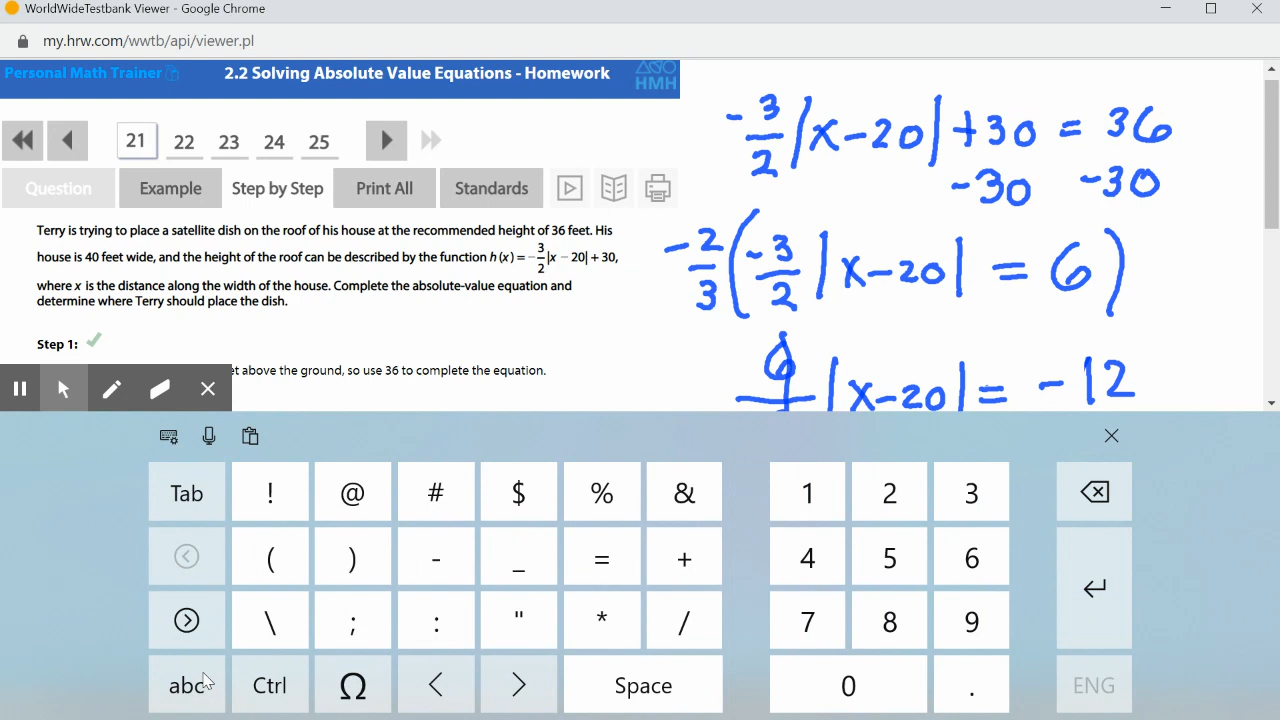 WorldWideTestbank Viewer - Google Chrome
my.hrw.com/wwtb/api/viewer.pl
Personal Math Trainer
2.2 Solving Absolute Value Equations - Homework
HMH
21 22 23 24 25
Question Example Step by Step Print All Standards
Terry is trying to place a satellite dish on the roof of his house at the recommended height of 36 feet. His
house is 40 feet wide, and the height of the roof can be described by the function h(x) = -3/2|x - 20| + 30,
where x is the distance along the width of the house. Complete the absolute-value equation and
determine where Terry should place the dish.
Step 1: ✓
et above the ground, so use 36 to complete the equation.
-3/2|x-20|+30 = 36
-30 -30
-2/3(-3/2|x-20| = 6)
|x-20| = -12
Tab ! @ # $ % & 1 2 3
( ) - _ = + 4 5 6
\ ; : " * / 7 8 9
abc Ctrl Ω < > Space 0 . ENG